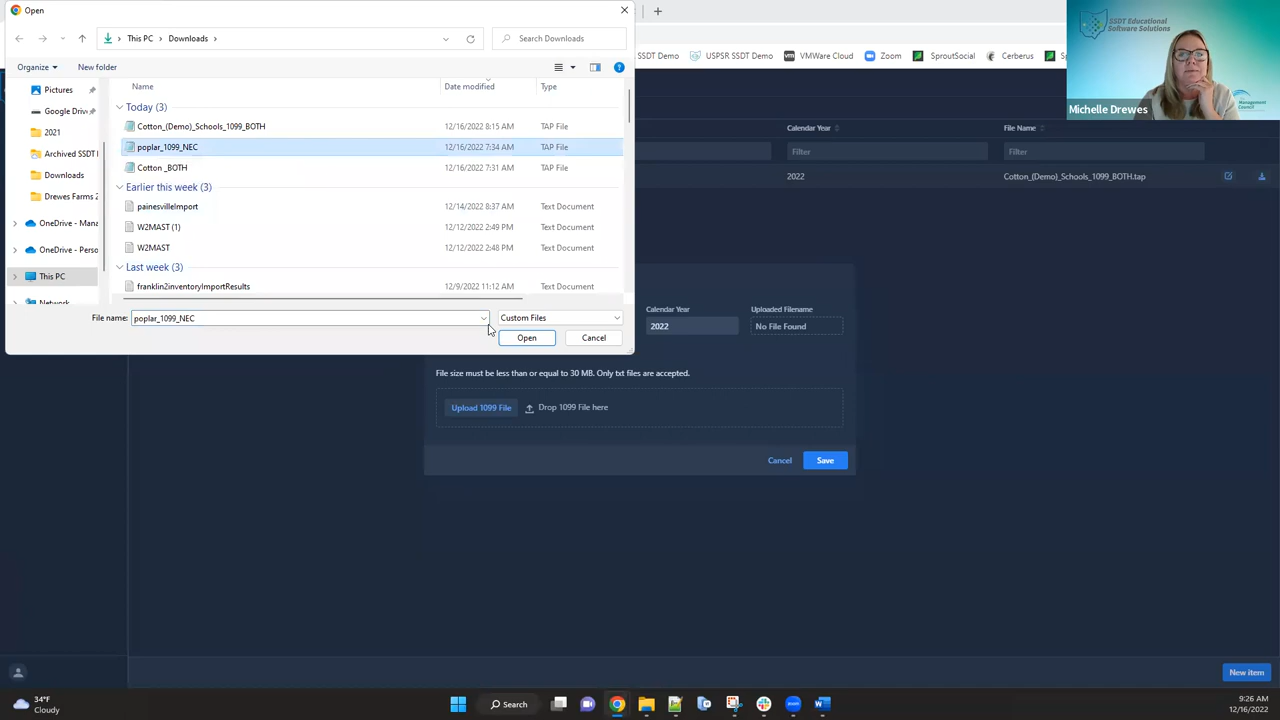 Open
This PC > Downloads >
Search Downloads
Organize
New folder
SSDT Demo
USPSR SSDT Demo
VMWare Cloud
Zoom
SproutSocial
Cerberus
SSDT Educational
Software Solutions
Management
Council
Michelle Drewes
Pictures
Google Driv
2021
Archived SSDT
Downloads
Drewes Farms 2
OneDrive - Mana
OneDrive - Perso
This PC
Network
Name
Date modified
Type
Today (3)
Cotton_(Demo)_Schools_1099_BOTH 12/16/2022 8:15 AM TAP File
poplar_1099_NEC 12/16/2022 7:34 AM TAP File
Cotton _BOTH 12/16/2022 7:31 AM TAP File
Earlier this week (3)
painesvilleImport 12/14/2022 8:37 AM Text Document
W2MAST (1) 12/12/2022 2:49 PM Text Document
W2MAST 12/12/2022 2:48 PM Text Document
Last week (3)
franklin2inventoryImportResults 12/9/2022 11:12 AM Text Document
File name: poplar_1099_NEC
Custom Files
Open
Cancel
Calendar Year
File Name
Filter
Filter
2022
Cotton_(Demo)_Schools_1099_BOTH.tap
Calendar Year
Uploaded Filename
2022
No File Found
File size must be less than or equal to 30 MB. Only txt files are accepted.
Upload 1099 File
Drop 1099 File here
Cancel
Save
New item
34°F
Cloudy
Search
9:26 AM
12/16/2022